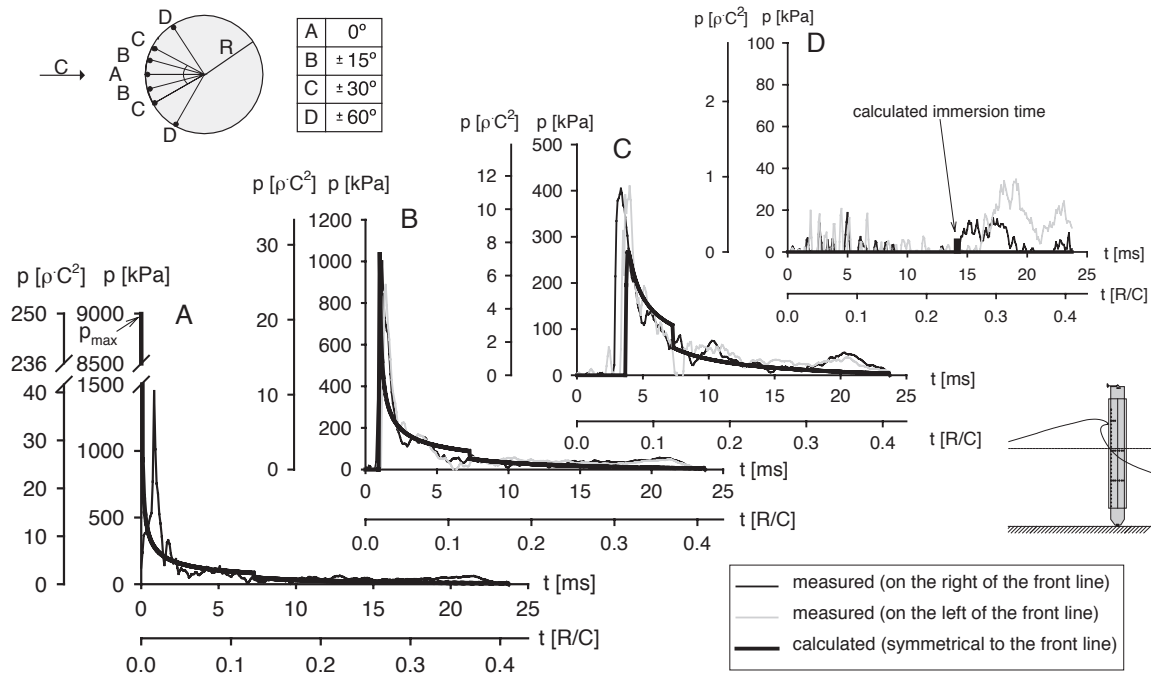 D
C
B
A
B
C
D
C
R
A 0º
B ± 15º
C ± 30º
D ± 60º
p [ρ·C²] p [kPa]
D
100
80
60
40
20
0
2
1
0
calculated immersion time
0 5 10 15 20 25
t [ms]
0.0 0.1 0.2 0.3 0.4
t [R/C]
p [ρ·C²] p [kPa]
C
500
400
300
200
100
0
12
10
8
6
4
2
0
0 5 10 15 20 25
t [ms]
0.0 0.1 0.2 0.3 0.4
t [R/C]
p [ρ·C²] p [kPa]
B
1200
1000
800
600
400
200
0
30
20
10
0
0 5 10 15 20 25
t [ms]
0.0 0.1 0.2 0.3 0.4
t [R/C]
p [ρ·C²] p [kPa]
A
250
236
40
30
20
10
0
9000
p max
8500
1500
1000
500
0
0 5 10 15 20 25
t [ms]
0.0 0.1 0.2 0.3 0.4
t [R/C]
measured (on the right of the front line)
measured (on the left of the front line)
calculated (symmetrical to the front line)